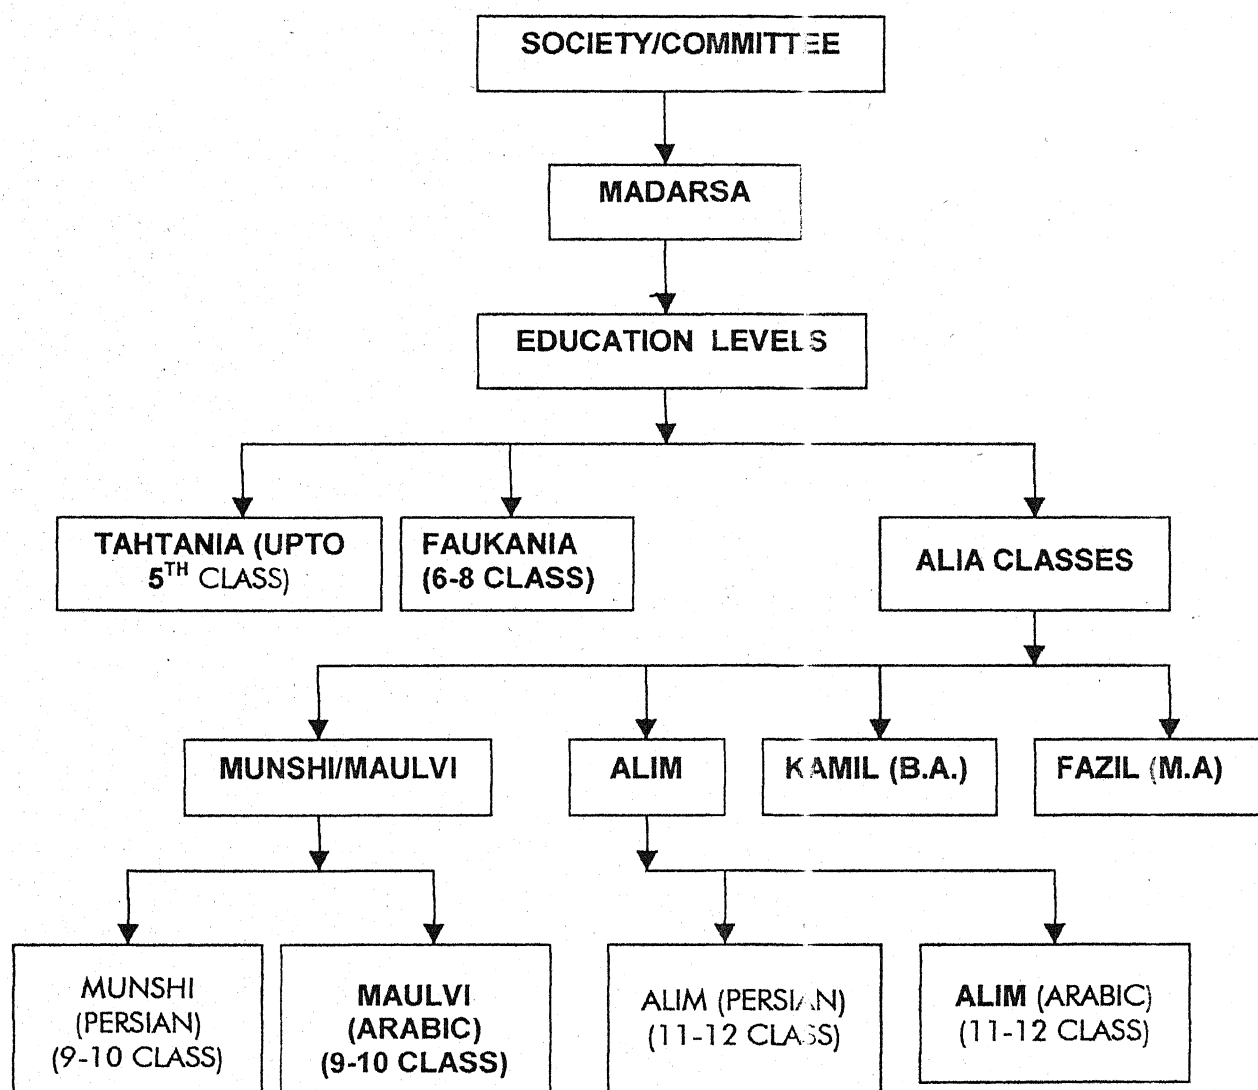 SOCIETY/COMMITTEE
MADARSA
EDUCATION LEVELS
TAHTANIA (UPTO
5TH CLASS)
FAUKANIA
(6-8 CLASS)
ALIA CLASSES
MUNSHI/MAULVI
ALIM
KAMIL (B.A.)
FAZIL (M.A)
MUNSHI
(PERSIAN)
(9-10 CLASS)
MAULVI
(ARABIC)
(9-10 CLASS)
ALIM (PERSIAN)
(11-12 CLASS)
ALIM (ARABIC)
(11-12 CLASS)